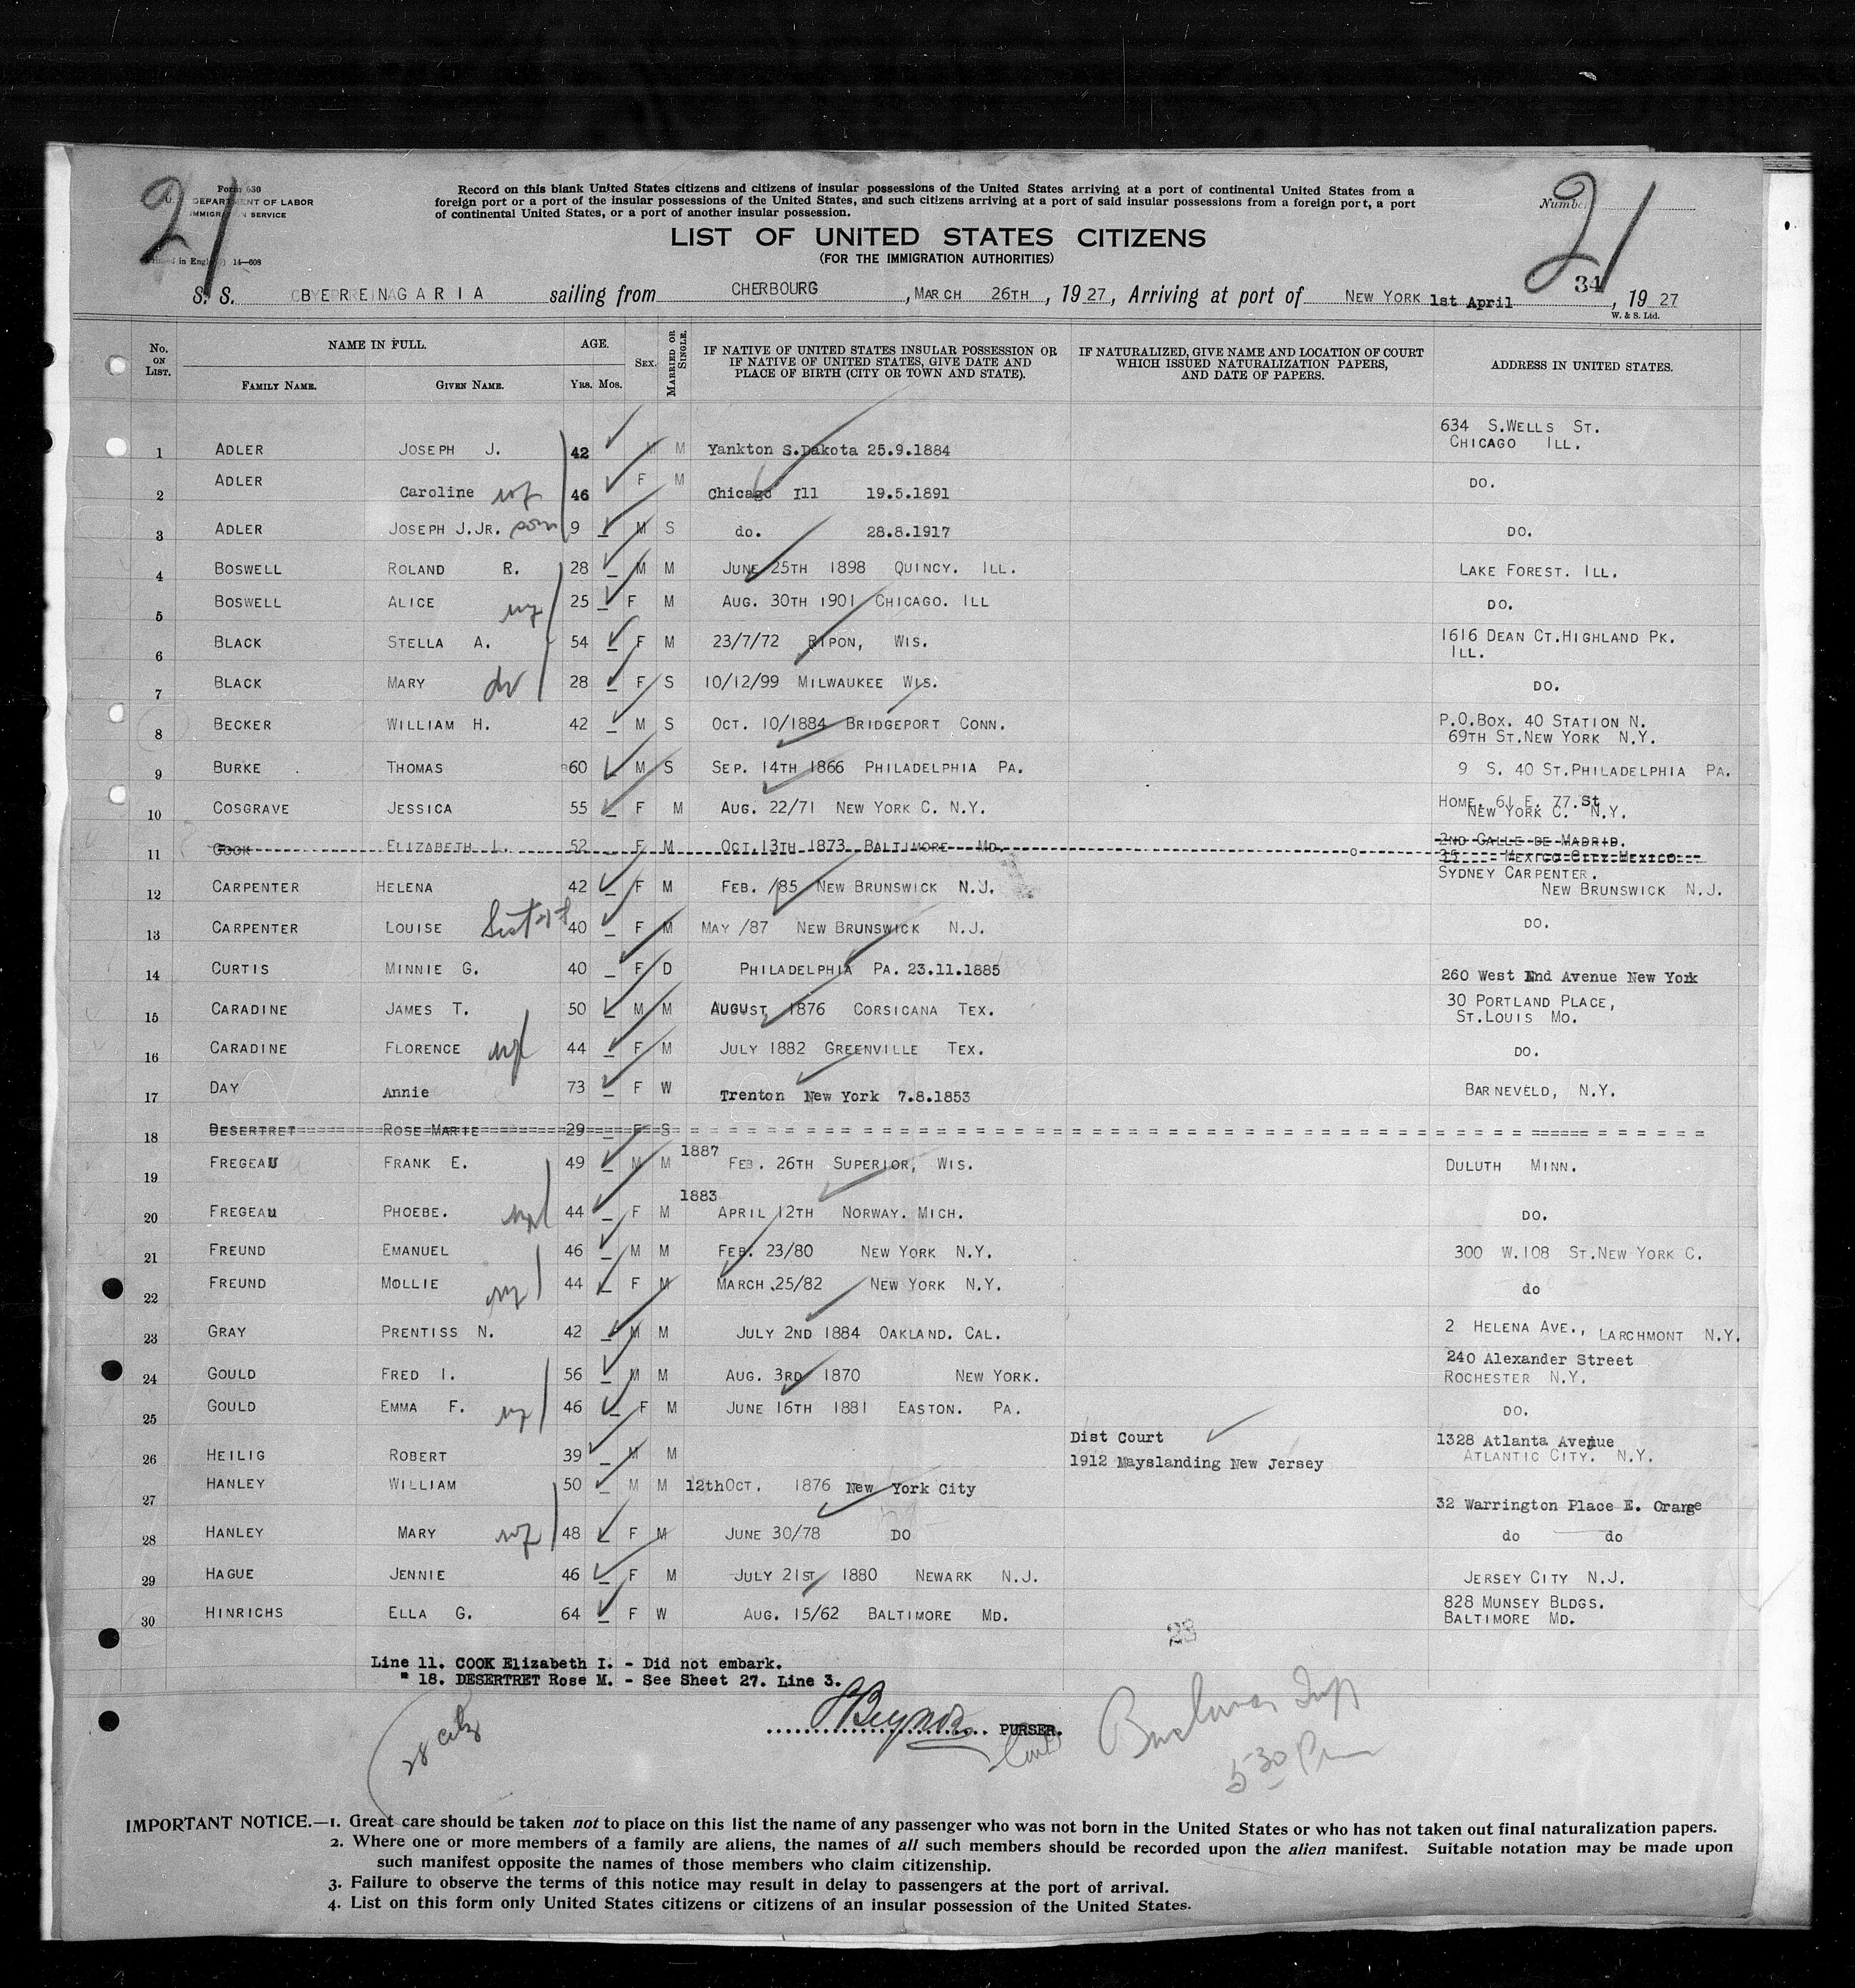 21
Form 630
U.S. DEPARTMENT OF LABOR
IMMIGRATION SERVICE
(Printed in England) 14—608
Record on this blank United States citizens and citizens of insular possessions of the United States arriving at a port of continental United States from a
foreign port or a port of the insular possessions of the United States, and such citizens arriving at a port of said insular possessions from a foreign port, a port
of continental United States, or a port of another insular possession.
Number
21
LIST OF UNITED STATES CITIZENS
(FOR THE IMMIGRATION AUTHORITIES)
34
S. S. BERENGARIA sailing from CHERBOURG, MARCH 26TH, 1927, Arriving at port of NEW YORK 1st April, 1927
W. & S. Ltd.
No. ON LIST. NAME IN FULL. AGE. SEX. MARRIED OR SINGLE. IF NATIVE OF UNITED STATES INSULAR POSSESSION OR IF NATIVE OF UNITED STATES, GIVE DATE AND PLACE OF BIRTH (CITY OR TOWN AND STATE). IF NATURALIZED, GIVE NAME AND LOCATION OF COURT WHICH ISSUED NATURALIZATION PAPERS, AND DATE OF PAPERS. ADDRESS IN UNITED STATES.
FAMILY NAME. GIVEN NAME. YRS. MOS.
1 ADLER JOSEPH J. 42 M M Yankton S.Dakota 25.9.1884 634 S.WELLS ST. CHICAGO ILL.
2 ADLER Caroline wf 46 F M Chicago Ill 19.5.1891 DO.
3 ADLER JOSEPH J.JR. son 9 – M S do. 28.8.1917 DO.
4 BOSWELL ROLAND R. 28 – M M JUNE 25TH 1898 QUINCY. ILL. LAKE FOREST. ILL.
5 BOSWELL ALICE wf 25 – F M AUG. 30TH 1901 CHICAGO. ILL DO.
6 BLACK STELLA A. 54 – F M 23/7/72 RIPON, WIS. 1616 DEAN CT.HIGHLAND PK. ILL.
7 BLACK MARY dr 28 – F S 10/12/99 MILWAUKEE WIS. DO.
8 BECKER WILLIAM H. 42 – M S OCT. 10/1884 BRIDGEPORT CONN. P.O.BOX. 40 STATION N. 69TH ST.NEW YORK N.Y.
9 BURKE THOMAS 60 – M S SEP. 14TH 1866 PHILADELPHIA PA. 9 S. 40 ST.PHILADELPHIA PA.
10 COSGRAVE JESSICA 55 – F M AUG. 22/71 NEW YORK C. N.Y. HOME. 61 E. 77.St NEW YORK C. N.Y.
11 COOK ELIZABETH I. 52 F M OCT.13TH 1873 BALTIMORE MD. 2ND CALLE DE MADRID. 35 MEXICO CITY MEXICO
12 CARPENTER HELENA 42 – F M FEB. /85 NEW BRUNSWICK N.J. SYDNEY CARPENTER. NEW BRUNSWICK N.J.
13 CARPENTER LOUISE 40 – F M MAY /87 NEW BRUNSWICK N.J. DO.
14 CURTIS MINNIE G. 40 – F D PHILADELPHIA PA. 23.11.1885 260 West End Avenue New York
15 CARADINE JAMES T. 50 – M M AUGUST 1876 CORSICANA TEX. 30 PORTLAND PLACE, ST.LOUIS MO.
16 CARADINE FLORENCE wf 44 – F M JULY 1882 GREENVILLE TEX. DO.
17 DAY Annie 73 – F W Trenton New York 7.8.1853 BARNEVELD, N.Y.
18 DESERTRET ROSE MARIE 29 – F S
19 FREGEAU FRANK E. 49 – M M 1887 FEB. 26TH SUPERIOR, WIS. DULUTH MINN.
20 FREGEAU PHOEBE. wf 44 – F M 1883 APRIL 12TH NORWAY. MICH. DO.
21 FREUND EMANUEL 46 – M M FEB. 23/80 NEW YORK N.Y. 300 W.108 ST.NEW YORK C.
22 FREUND MOLLIE wf 44 – F M MARCH.25/82 NEW YORK N.Y. do
23 GRAY PRENTISS N. 42 – M M JULY 2ND 1884 OAKLAND. CAL. 2 HELENA AVE., LARCHMONT N.Y.
24 GOULD FRED I. 56 – M M AUG. 3RD 1870 NEW YORK. 240 Alexander Street ROCHESTER N.Y.
25 GOULD EMMA F. wf 46 – F M JUNE 16TH 1881 EASTON. PA. DO.
26 HEILIG ROBERT 39 – M M Dist Court 1912 Mayslanding New Jersey 1328 Atlanta Avenue ATLANTIC CITY. N.Y.
27 HANLEY WILLIAM 50 – M M 12thOCT. 1876 New York City 32 Warrington Place E. Orange
28 HANLEY MARY wf 48 – F M JUNE 30/78 DO do do
29 HAGUE JENNIE 46 – F M JULY 21ST 1880 NEWARK N.J. JERSEY CITY N.J.
30 HINRICHS ELLA G. 64 – F W AUG. 15/62 BALTIMORE MD. 828 MUNSEY BLDGS. BALTIMORE MD.
23
Line 11. COOK Elizabeth I. - Did not embark.
" 18. DESERTRET Rose M. - See Sheet 27. Line 3.
PURSER.
28 citz
5 30 Pm
IMPORTANT NOTICE.—1. Great care should be taken not to place on this list the name of any passenger who was not born in the United States or who has not taken out final naturalization papers.
2. Where one or more members of a family are aliens, the names of all such members should be recorded upon the alien manifest. Suitable notation may be made upon
such manifest opposite the names of those members who claim citizenship.
3. Failure to observe the terms of this notice may result in delay to passengers at the port of arrival.
4. List on this form only United States citizens or citizens of an insular possession of the United States.